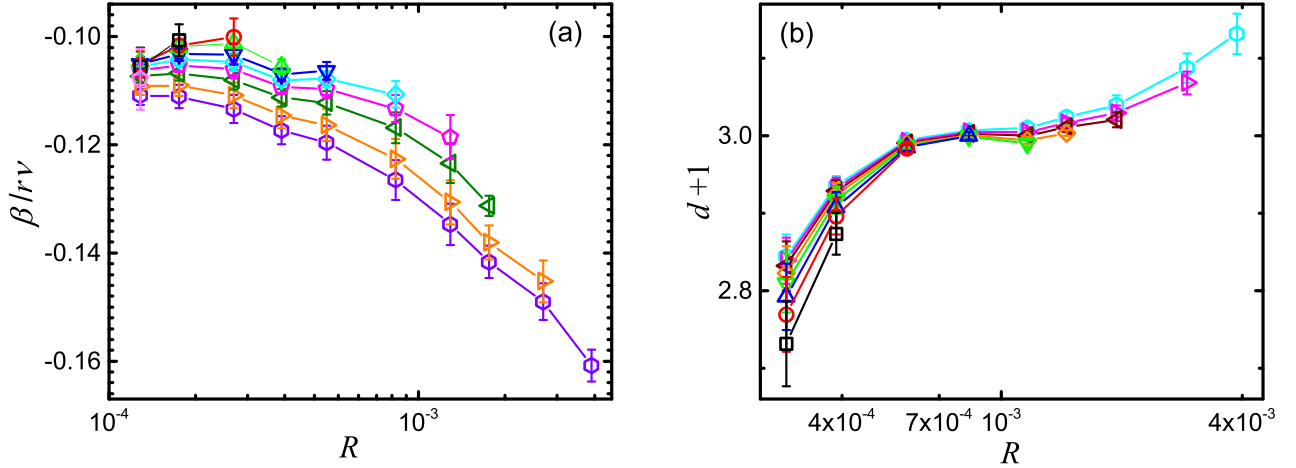 (a)
β/rν
-0.10
-0.12
-0.14
-0.16
10⁻⁴
10⁻³
R
(b)
d+1
3.0
2.8
4x10⁻⁴
7x10⁻⁴
10⁻³
4x10⁻³
R